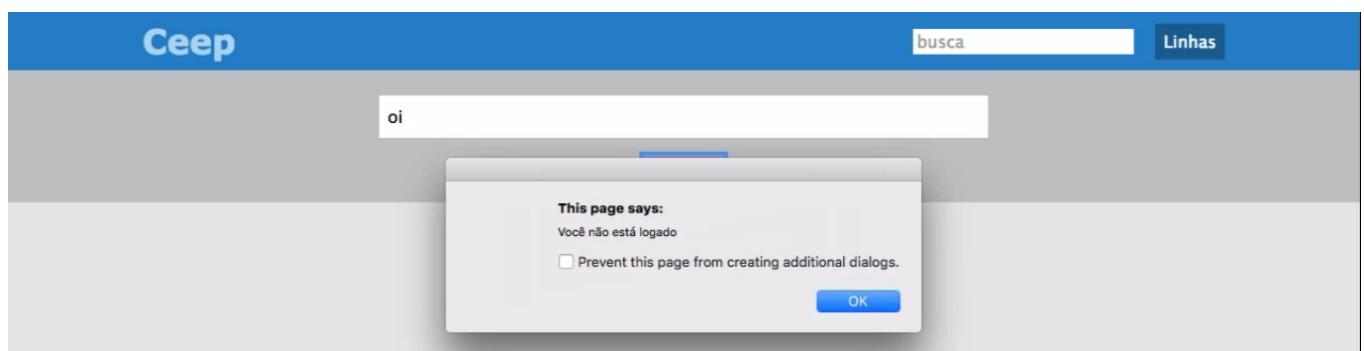 Ceep
busca
Linhas
oi
This page says:
Você não está logado
Prevent this page from creating additional dialogs.
OK